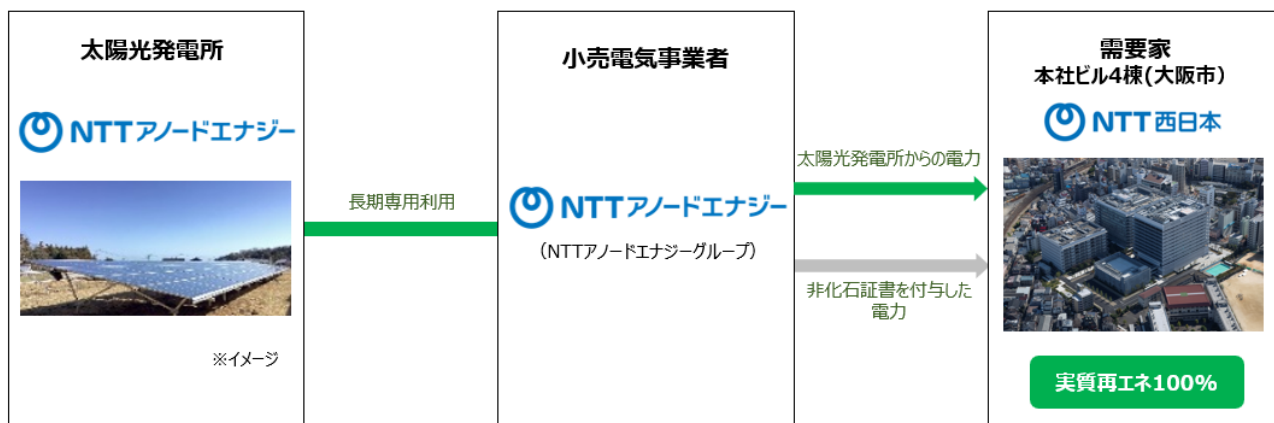 太陽光発電所
NTTアノードエナジー
※イメージ
長期専用利用
小売電気事業者
NTTアノードエナジー
(NTTアノードエナジーグループ)
太陽光発電所からの電力
非化石証書を付与した
電力
需要家
本社ビル4棟(大阪市)
NTT西日本
実質再エネ100%